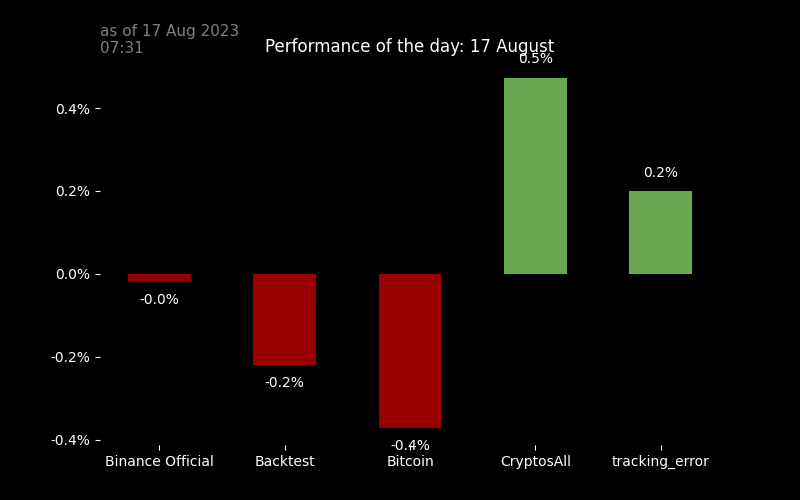 as of 17 Aug 2023
07:31
Performance of the day: 17 August
0.5%
0.4%
0.2%
0.2%
0.0%
-0.0%
-0.2%
-0.2%
-0.4%
-0.4%
Binance Official
Backtest
Bitcoin
CryptosAll
tracking_error